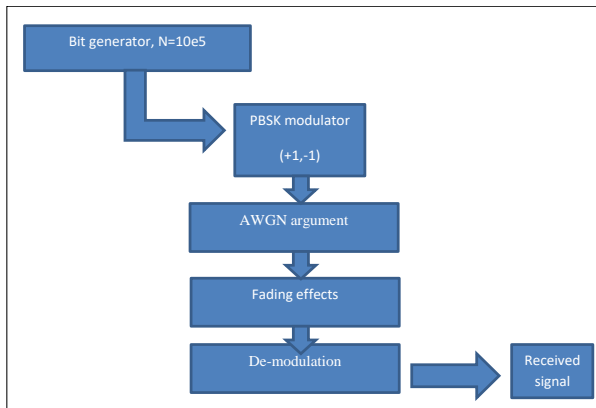 Bit generator, N=10e5
PBSK modulator
(+1,-1)
AWGN argument
Fading effects
De-modulation
Received
signal